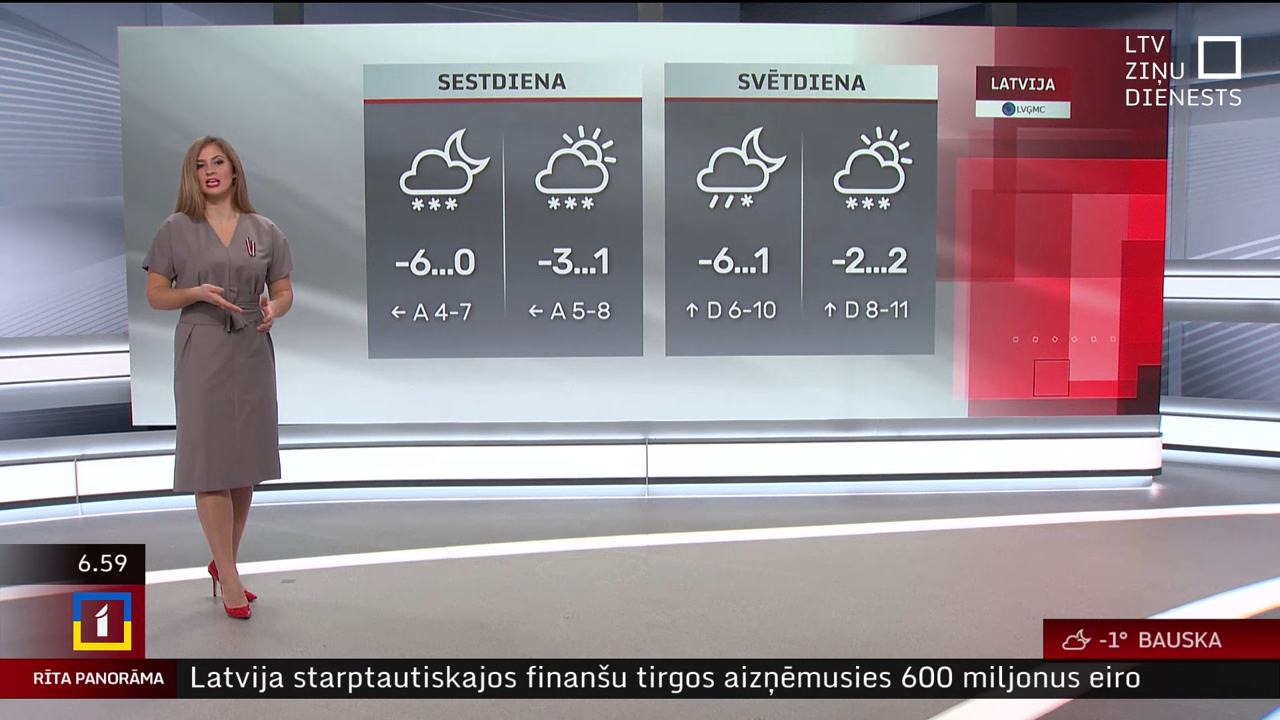 LTV
ZIŅU
DIENESTS
SESTDIENA
-6...0
← A 4-7
-3...1
← A 5-8
SVĒTDIENA
-6...1
↑ D 6-10
-2...2
↑ D 8-11
LATVIJA
LVĢMC
6.59
1
-1° BAUSKA
RĪTA PANORĀMA
Latvija starptautiskajos finanšu tirgos aizņēmusies 600 miljonus eiro